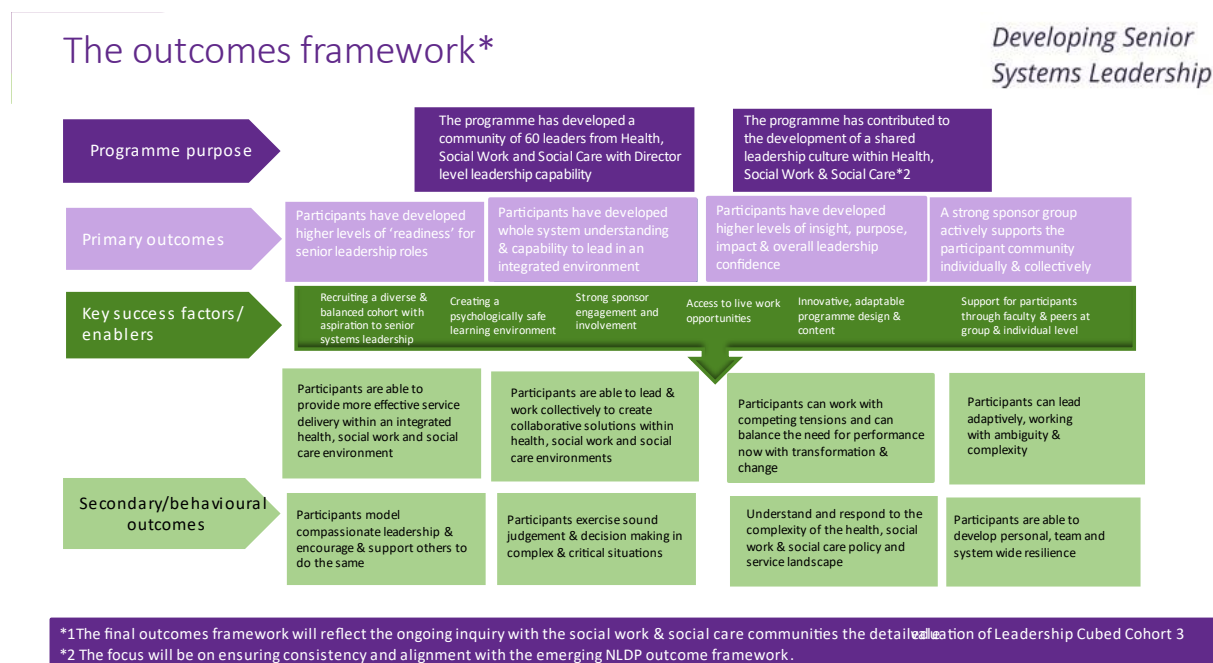 The outcomes framework*
Developing Senior
Systems Leadership
Programme purpose
The programme has developed a
community of 60 leaders from Health,
Social Work and Social Care with Director
level leadership capability
The programme has contributed to
the development of a shared
leadership culture within Health,
Social Work & Social Care*2
Primary outcomes
Participants have developed
higher levels of ‘readiness’ for
senior leadership roles
Participants have developed
whole system understanding
& capability to lead in an
integrated environment
Participants have developed
higher levels of insight, purpose,
impact & overall leadership
confidence
A strong sponsor group
actively supports the
participant community
individually & collectively
Key success factors/
enablers
Recruiting a diverse &
balanced cohort with
aspiration to senior
systems leadership
Creating a
psychologically safe
learning environment
Strong sponsor
engagement and
involvement
Access to live work
opportunities
Innovative, adaptable
programme design &
content
Support for participants
through faculty & peers at
group & individual level
Secondary/behavioural
outcomes
Participants are able to
provide more effective service
delivery within an integrated
health, social work and social
care environment
Participants are able to lead &
work collectively to create
collaborative solutions within
health, social work and social
care environments
Participants can work with
competing tensions and can
balance the need for performance
now with transformation &
change
Participants can lead
adaptively, working
with ambiguity &
complexity
Participants model
compassionate leadership &
encourage & support others to
do the same
Participants exercise sound
judgement & decision making in
complex & critical situations
Understand and respond to the
complexity of the health, social
work & social care policy and
service landscape
Participants are able to
develop personal, team and
system wide resilience
*1The final outcomes framework will reflect the ongoing inquiry with the social work & social care communities the detailed evaluation of Leadership Cubed Cohort 3
*2 The focus will be on ensuring consistency and alignment with the emerging NLDP outcome framework.